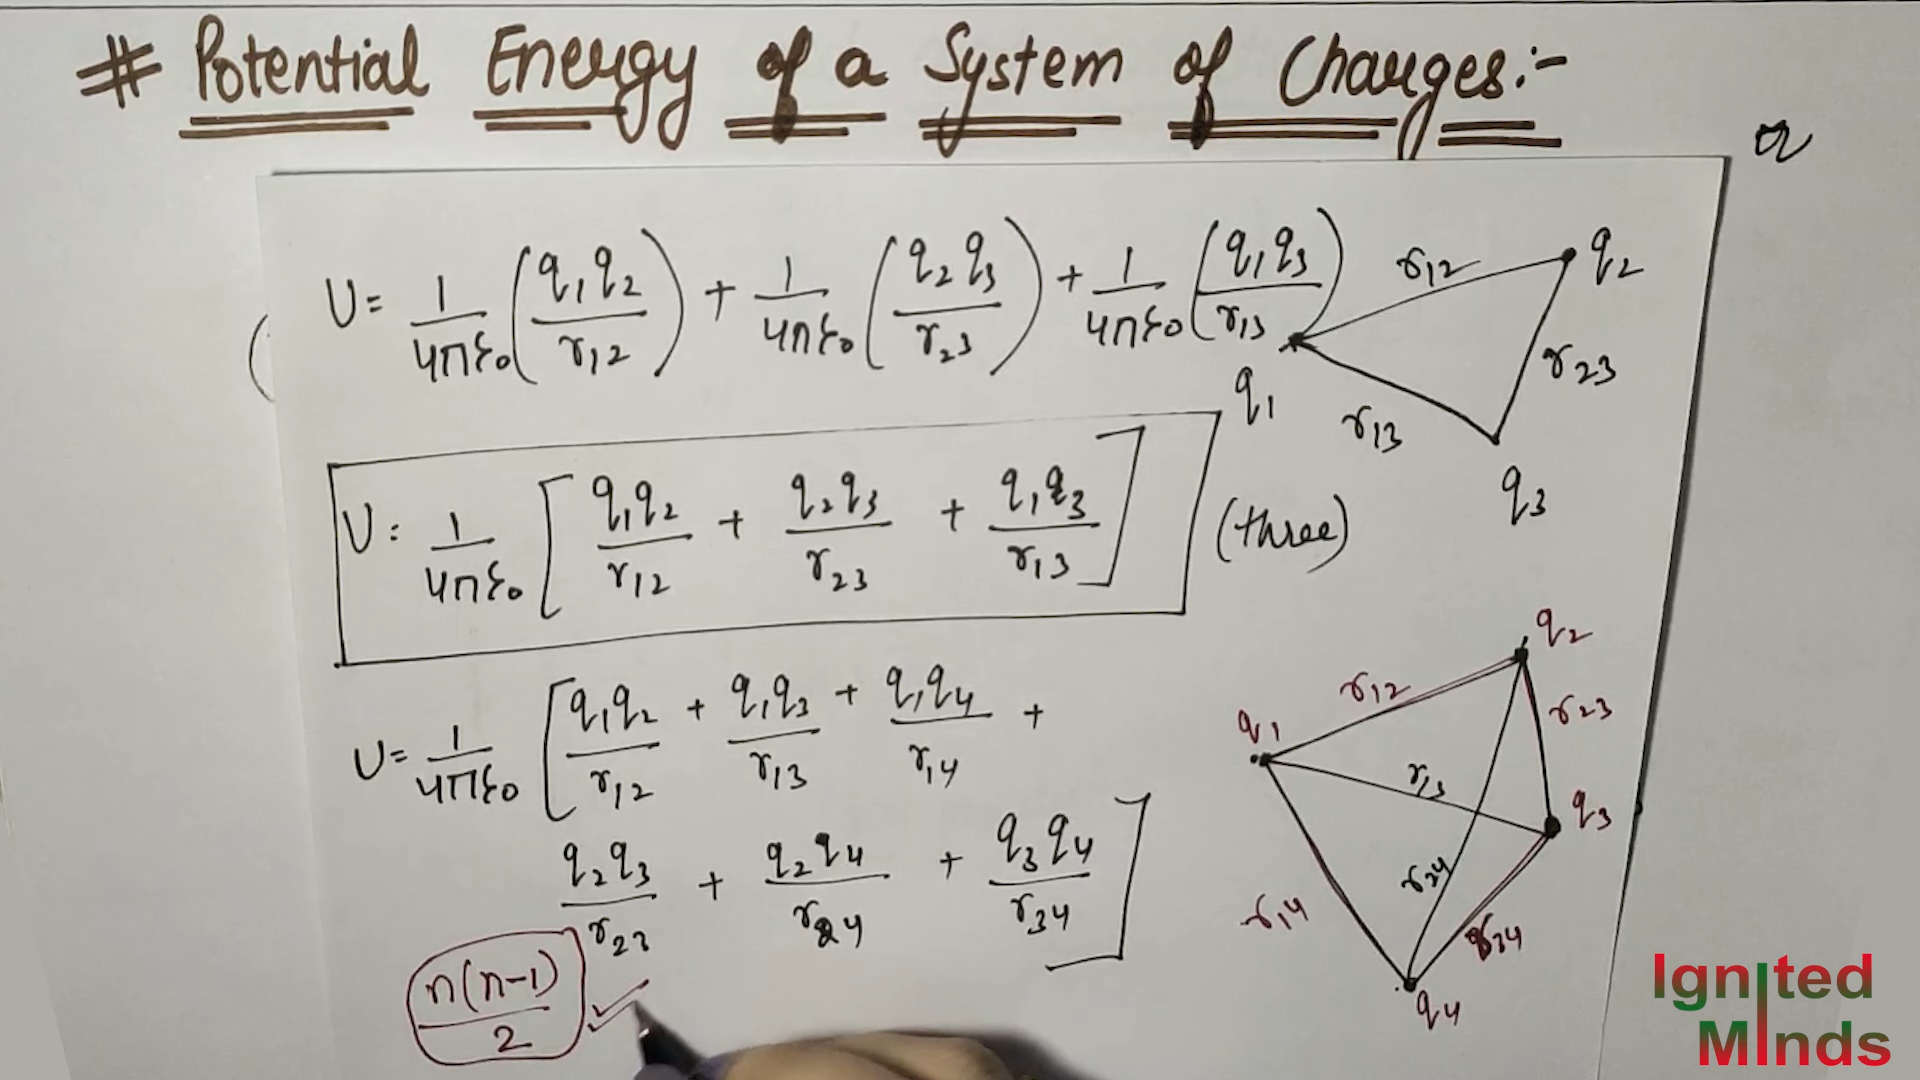 # Potential Energy of a System of Charges:-
U = 1/4πε₀ (q₁q₂/r₁₂) + 1/4πε₀ (q₂q₃/r₂₃) + 1/4πε₀ (q₁q₃/r₁₃)
r₁₂
q₂
r₂₃
q₁
r₁₃
q₃
U = 1/4πε₀ [q₁q₂/r₁₂ + q₂q₃/r₂₃ + q₁q₃/r₁₃]
(three)
U = 1/4πε₀ [q₁q₂/r₁₂ + q₁q₃/r₁₃ + q₁q₄/r₁₄ +
q₂q₃/r₂₃ + q₂q₄/r₂₄ + q₃q₄/r₃₄]
q₂
r₁₂
r₂₃
q₁
r₁₃
q₃
r₂₄
r₁₄
r₃₄
q₄
n(n-1)/2
Ignited
Minds